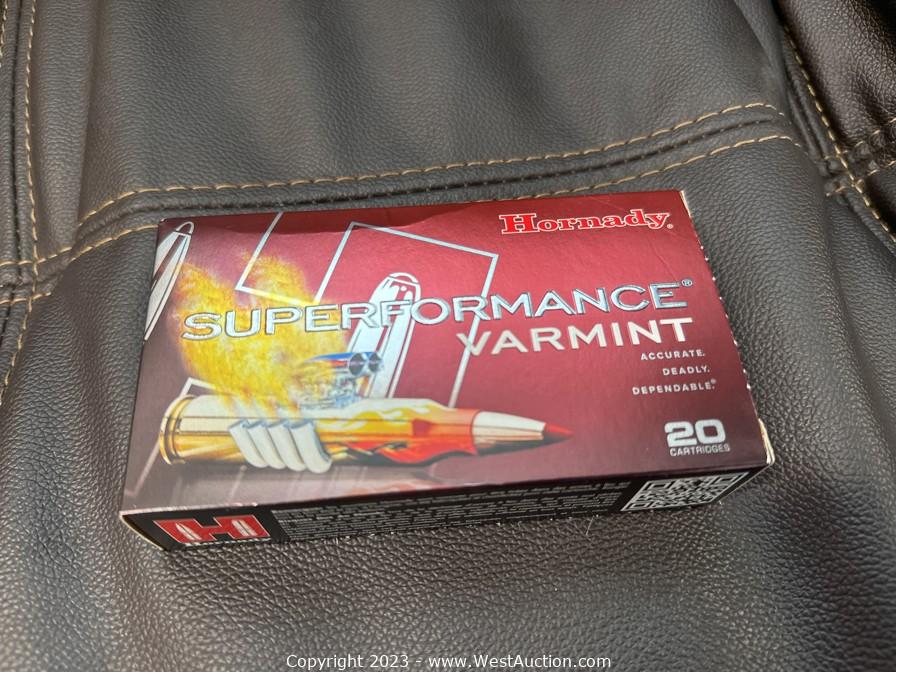 Hornady®
SUPERFORMANCE®
VARMINT
ACCURATE.
DEADLY.
DEPENDABLE.®
20
CARTRIDGES
H
Copyright 2023 - www.WestAuction.com